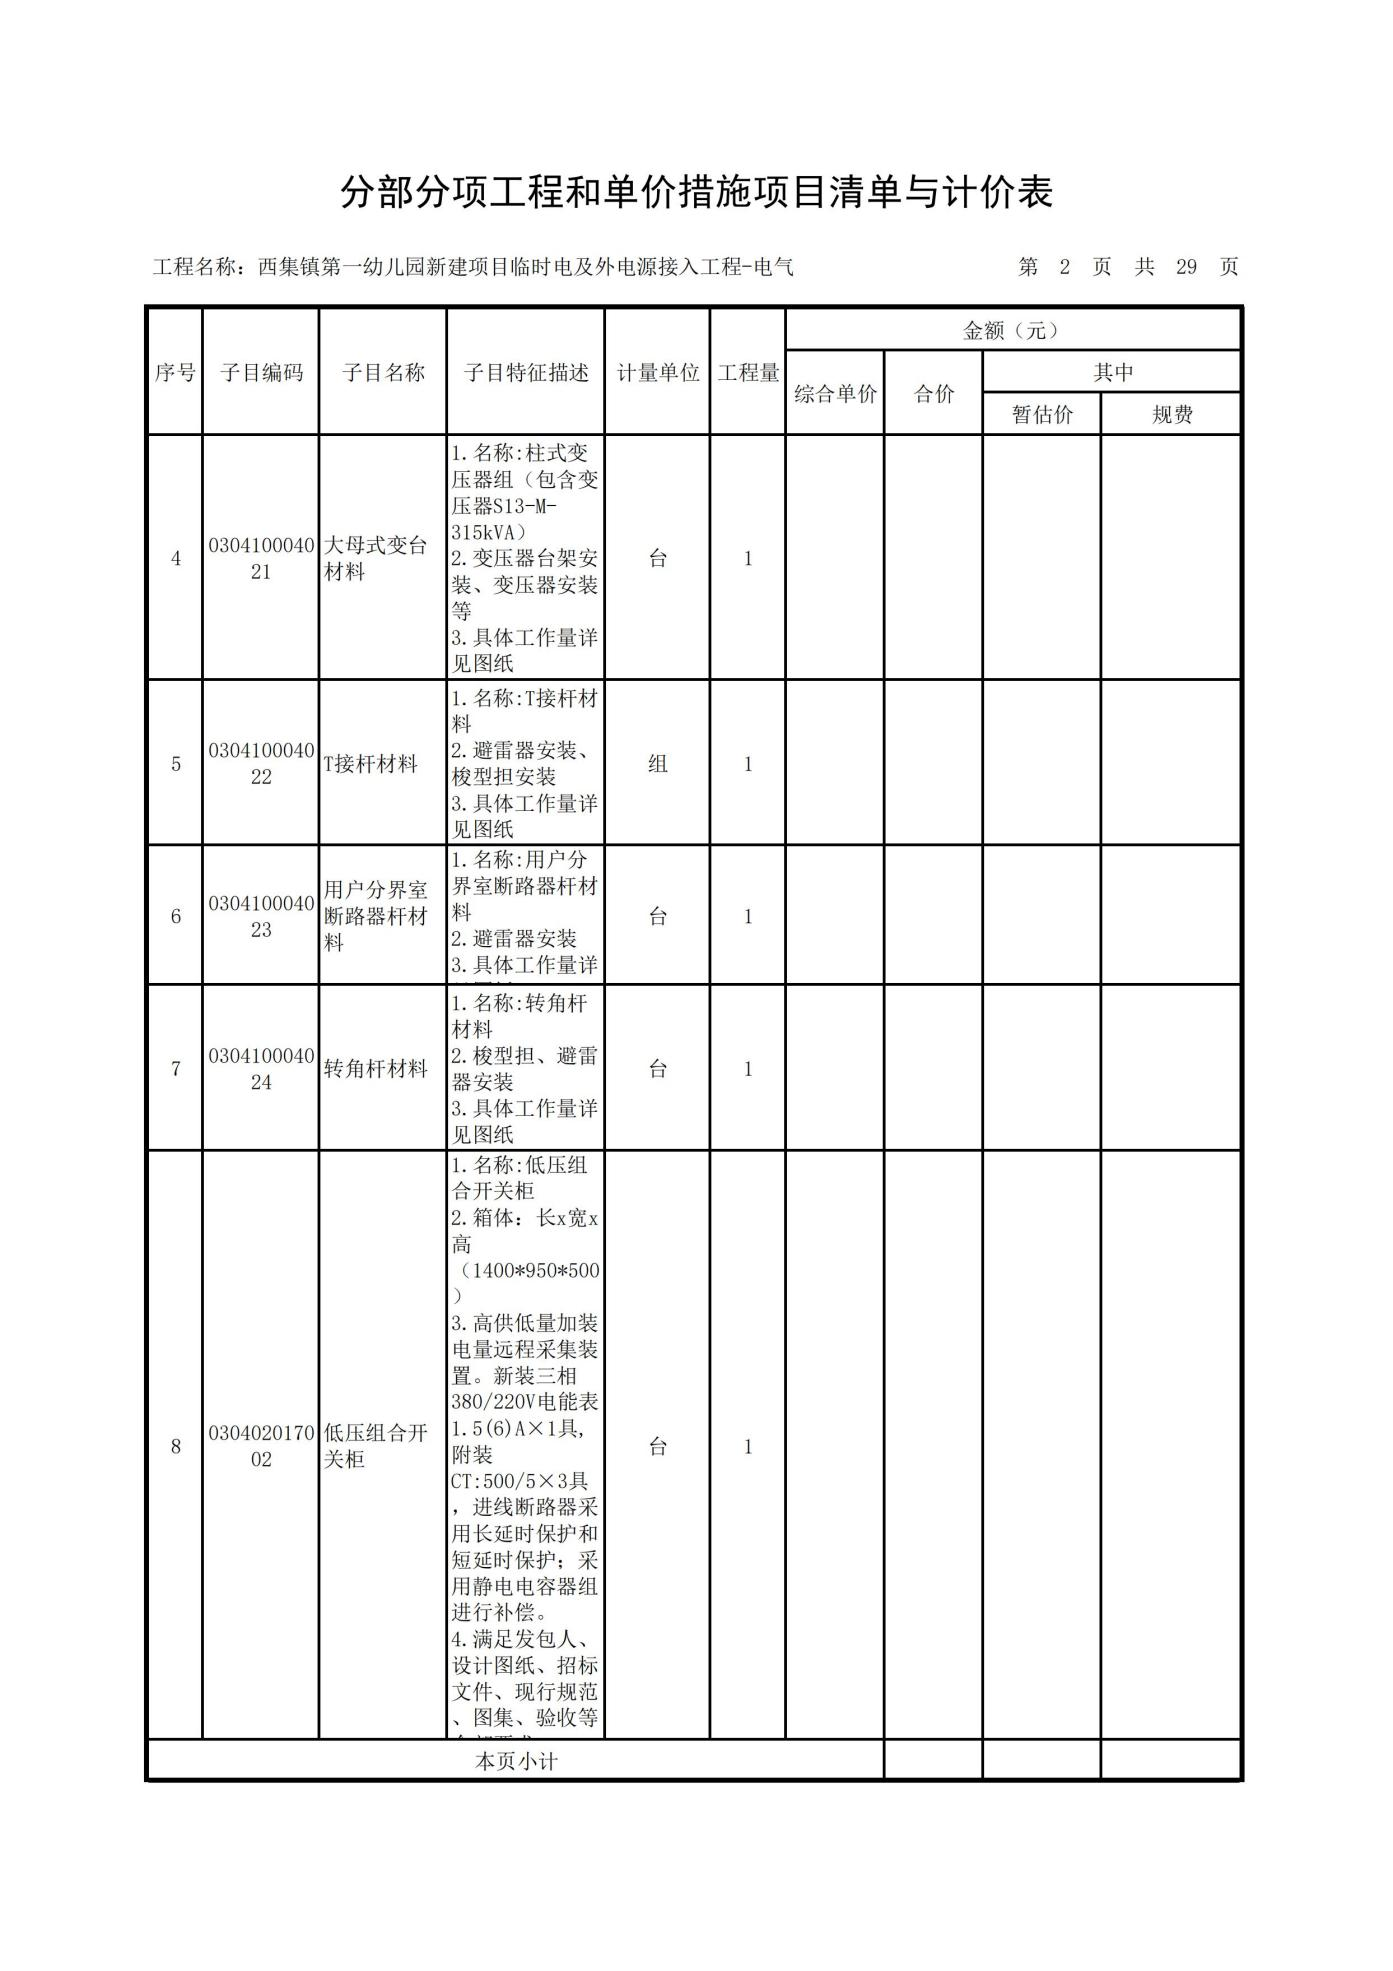 分部分项工程和单价措施项目清单与计价表
工程名称：西集镇第一幼儿园新建项目临时电及外电源接入工程-电气
第 2 页 共 29 页
序号 子目编码 子目名称 子目特征描述 计量单位 工程量 金额（元）
综合单价 合价 其中
暂估价 规费
4
0304100040
21
大母式变台
材料
1.名称:柱式变
压器组（包含变
压器S13-M-
315kVA）
2.变压器台架安
装、变压器安装
等
3.具体工作量详
见图纸
台
1
5
0304100040
22
T接杆材料
1.名称:T接杆材
料
2.避雷器安装、
梭型担安装
3.具体工作量详
见图纸
组
1
6
0304100040
23
用户分界室
断路器杆材
料
1.名称:用户分
界室断路器杆材
料
2.避雷器安装
3.具体工作量详
台
1
7
0304100040
24
转角杆材料
1.名称:转角杆
材料
2.梭型担、避雷
器安装
3.具体工作量详
见图纸
台
1
8
0304020170
02
低压组合开
关柜
1.名称:低压组
合开关柜
2.箱体：长x宽x
高
（1400*950*500
）
3.高供低量加装
电量远程采集装
置。新装三相
380/220V电能表
1.5(6)A×1具,
附装
CT:500/5×3具
，进线断路器采
用长延时保护和
短延时保护；采
用静电电容器组
进行补偿。
4.满足发包人、
设计图纸、招标
文件、现行规范
、图集、验收等
台
1
本页小计